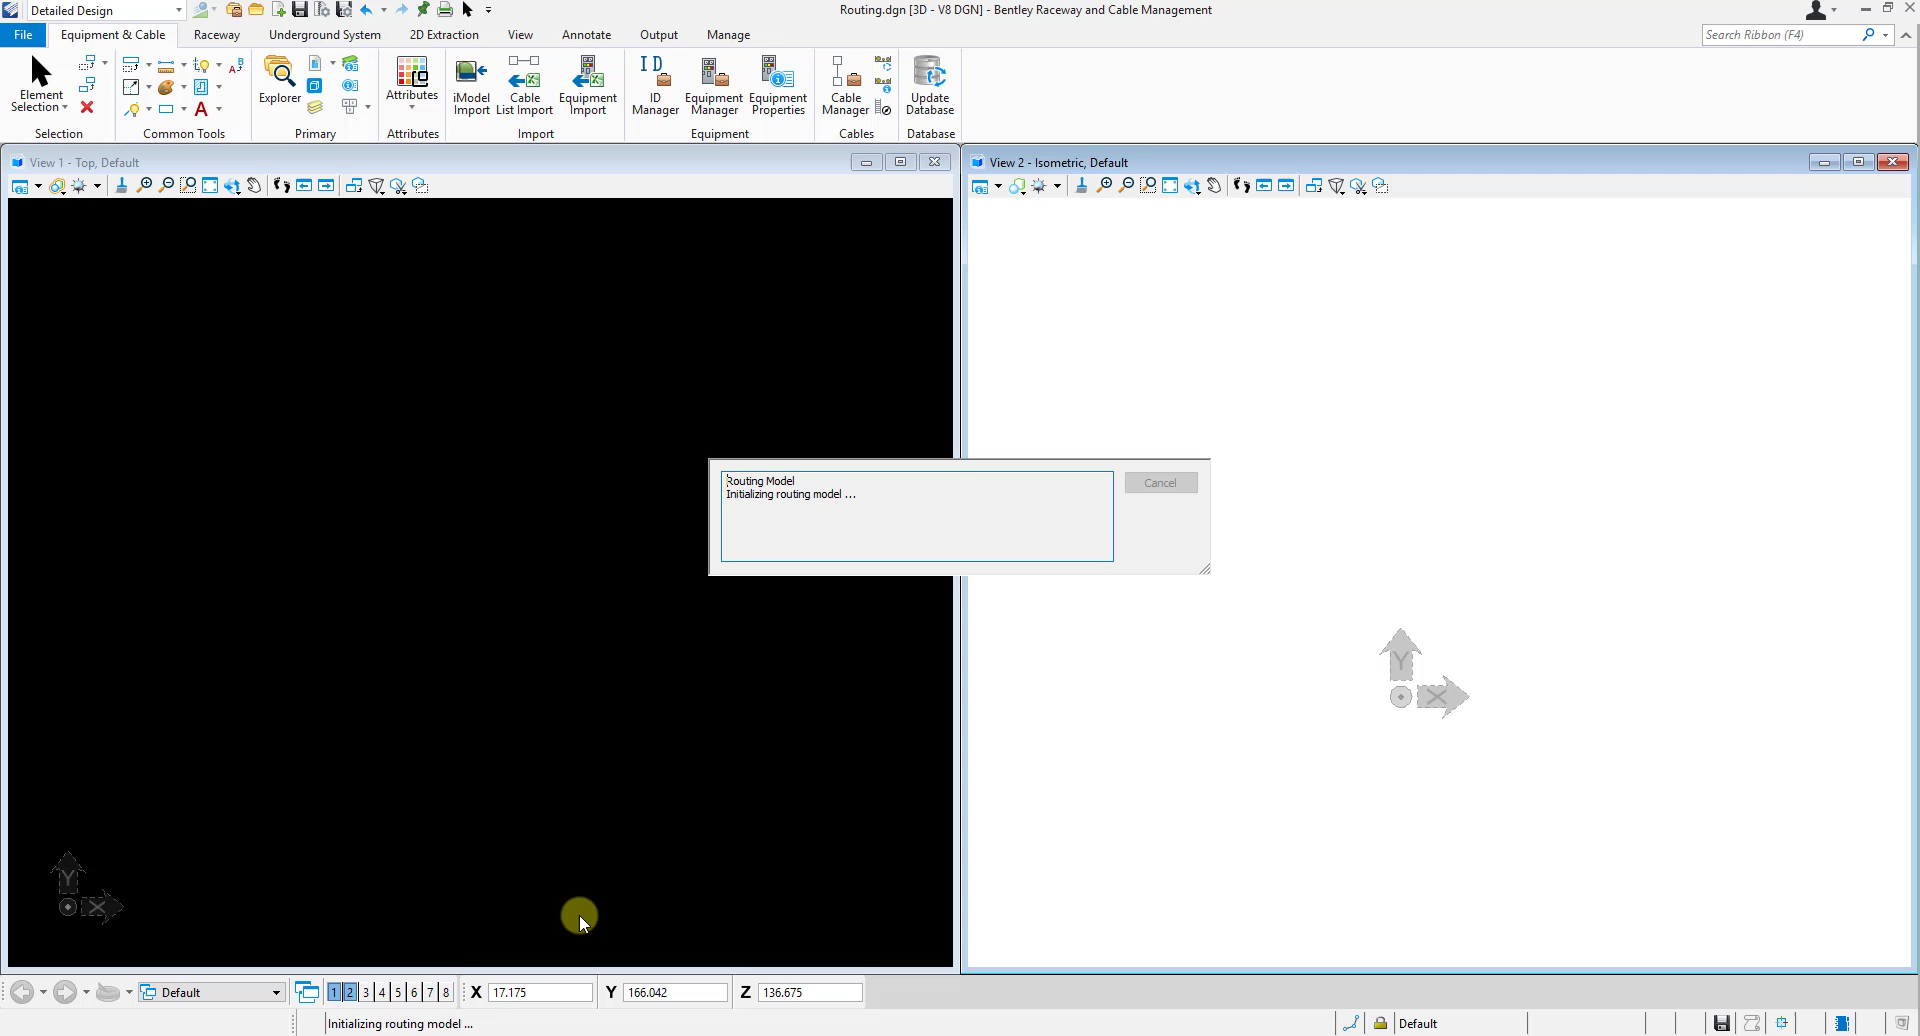 Detailed Design
Routing.dgn [3D - V8 DGN] - Bentley Raceway and Cable Management
File
Equipment & Cable
Raceway
Underground System
2D Extraction
View
Annotate
Output
Manage
Search Ribbon (F4)
Element
Selection
Explorer
Attributes
iModel
Import
Cable
List Import
Equipment
Import
ID
Manager
Equipment
Manager
Equipment
Properties
Cable
Manager
Update
Database
Selection
Common Tools
Primary
Attributes
Import
Equipment
Cables
Database
View 1 - Top, Default
View 2 - Isometric, Default
Routing Model
Initializing routing model ...
Cancel
Y
X
Y
X
Default
1 2 3 4 5 6 7 8
X 17.175
Y 166.042
Z 136.675
Initializing routing model ...
Default